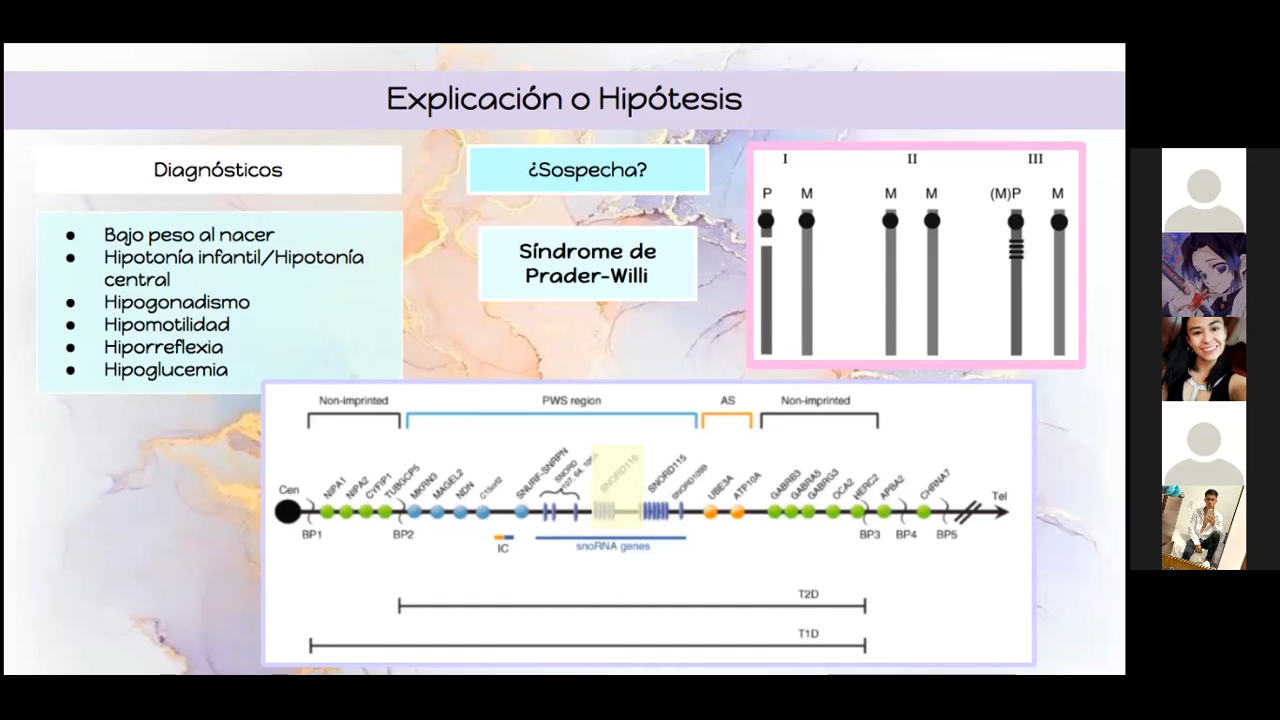 Explicación o Hipótesis
Diagnósticos
● Bajo peso al nacer
● Hipotonía infantil/Hipotonía
central
● Hipogonadismo
● Hipomotilidad
● Hiporreflexia
● Hipoglucemia
¿Sospecha?
Síndrome de
Prader-Willi
I II III
P M M M (M)P M
Non-imprinted PWS region AS Non-imprinted
Cen NIPA1 NIPA2 CYFIP1 TUBGCP5 MKRN3 MAGEL2 NDN C15orf2 SNURF-SNRPN SNORD SNORD116 SNORD115 SNORD109B UBE3A ATP10A GABRB3 GABRA5 GABRG3 OCA2 HERC2 APBA2 CHRNA7 Tel
BP1 BP2 BP3 BP4 BP5
IC snoRNA genes
T2D
T1D